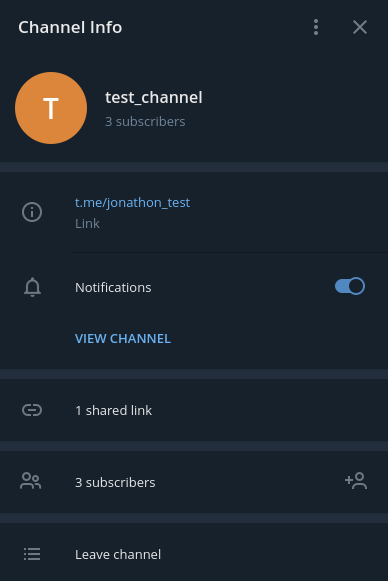 Channel Info
T
test_channel
3 subscribers
t.me/jonathon_test
Link
Notifications
VIEW CHANNEL
1 shared link
3 subscribers
Leave channel